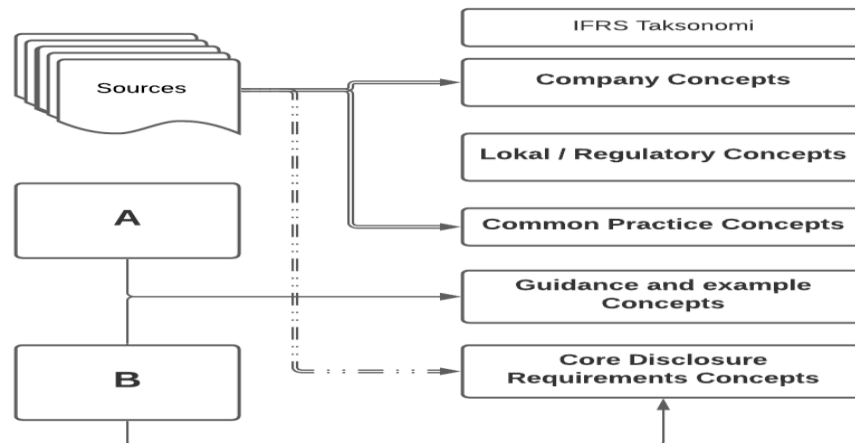 IFRS Taksonomi
Sources
Company Concepts
Lokal / Regulatory Concepts
A
Common Practice Concepts
Guidance and example
Concepts
B
Core Disclosure
Requirements Concepts